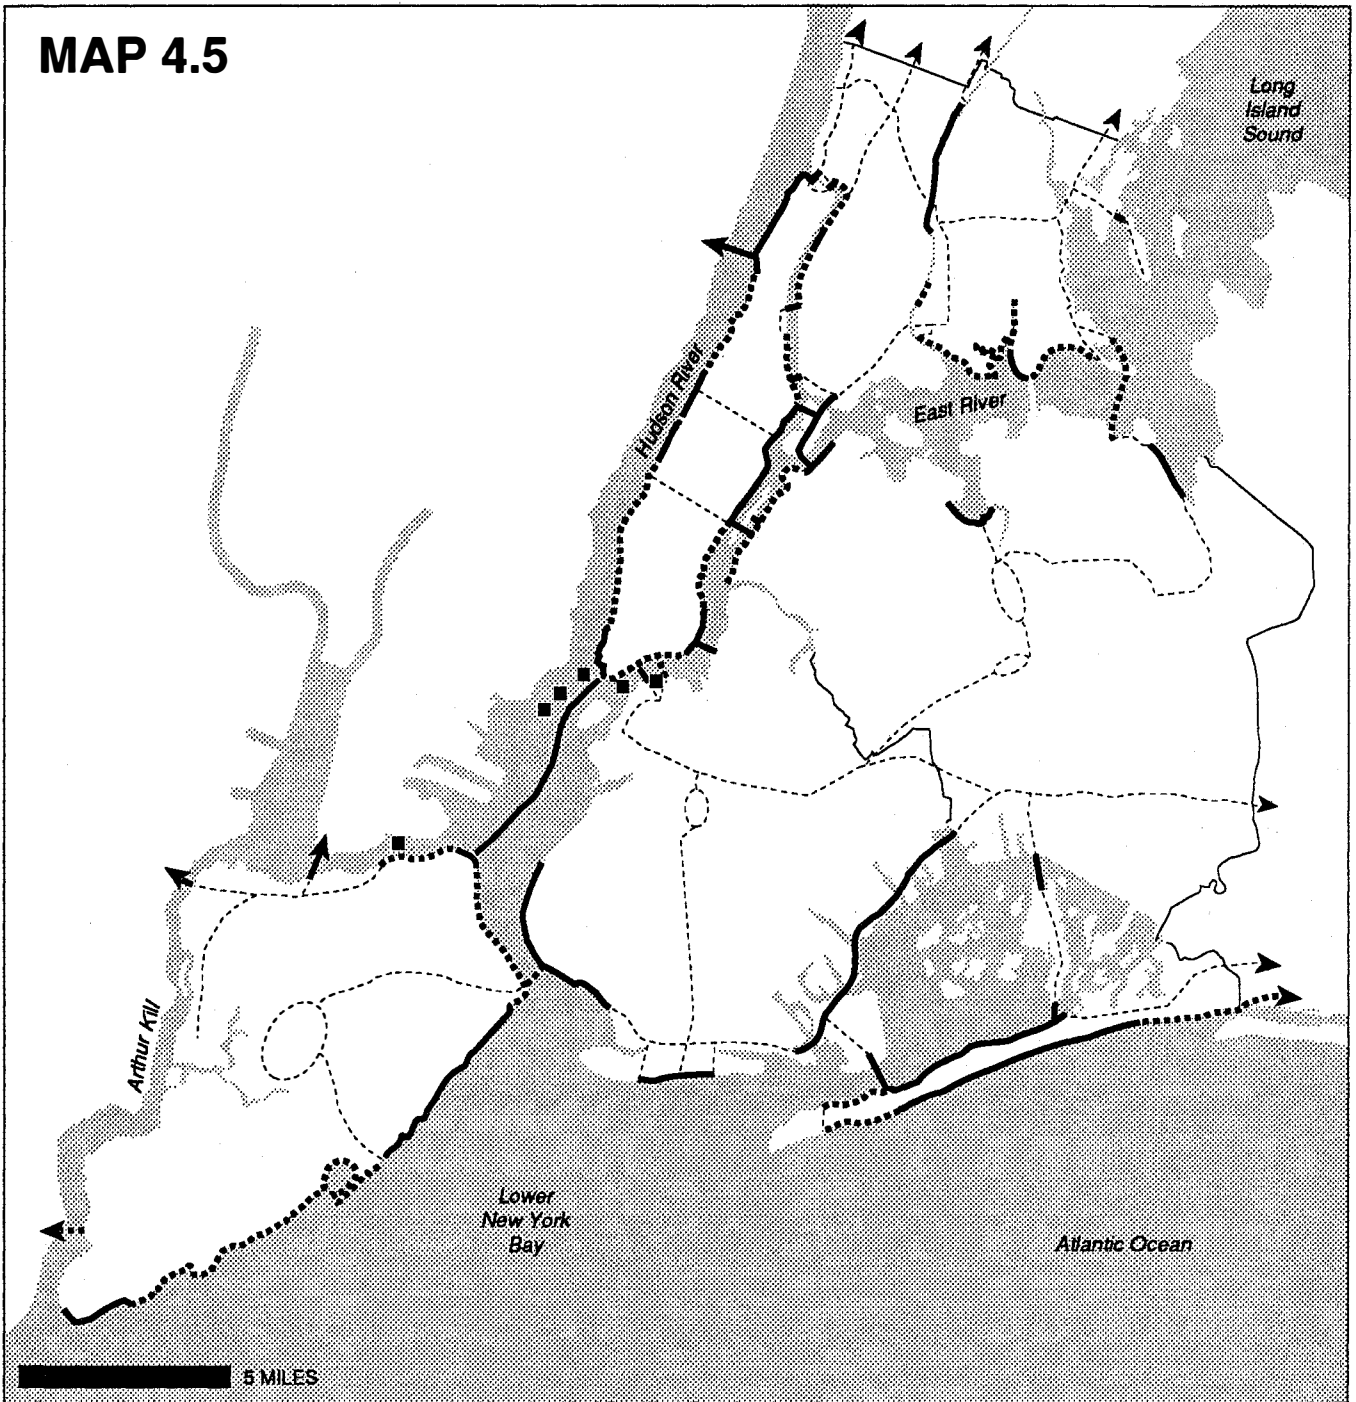 MAP 4.5
Long
Island
Sound
Hudson River
East River
Arthur Kill
Lower
New York
Bay
Atlantic Ocean
5 MILES